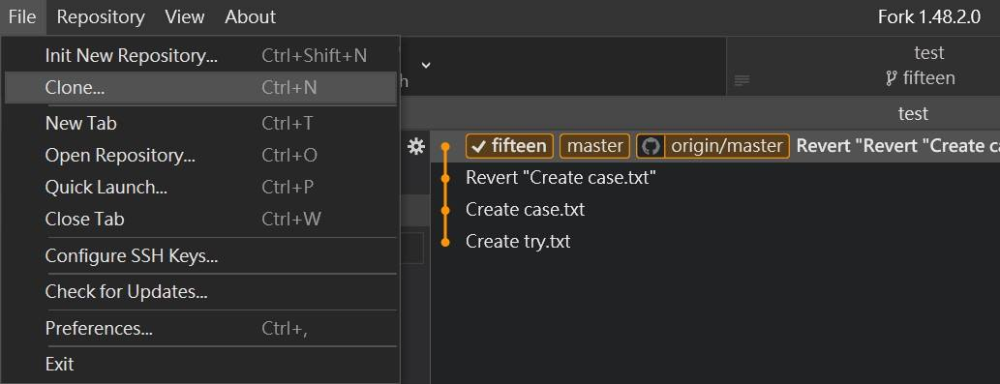 File Repository View About Fork 1.48.2.0
Init New Repository... Ctrl+Shift+N
Clone... Ctrl+N
New Tab Ctrl+T
Open Repository... Ctrl+O
Quick Launch... Ctrl+P
Close Tab Ctrl+W
Configure SSH Keys...
Check for Updates...
Preferences... Ctrl+,
Exit
test
fifteen
test
fifteen master origin/master Revert "Revert "Create ca
Revert "Create case.txt"
Create case.txt
Create try.txt